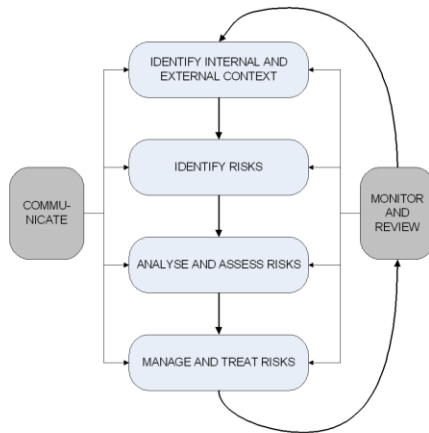 IDENTIFY INTERNAL AND
EXTERNAL CONTEXT
IDENTIFY RISKS
COMMU-
NICATE
MONITOR
AND
REVIEW
ANALYSE AND ASSESS RISKS
MANAGE AND TREAT RISKS